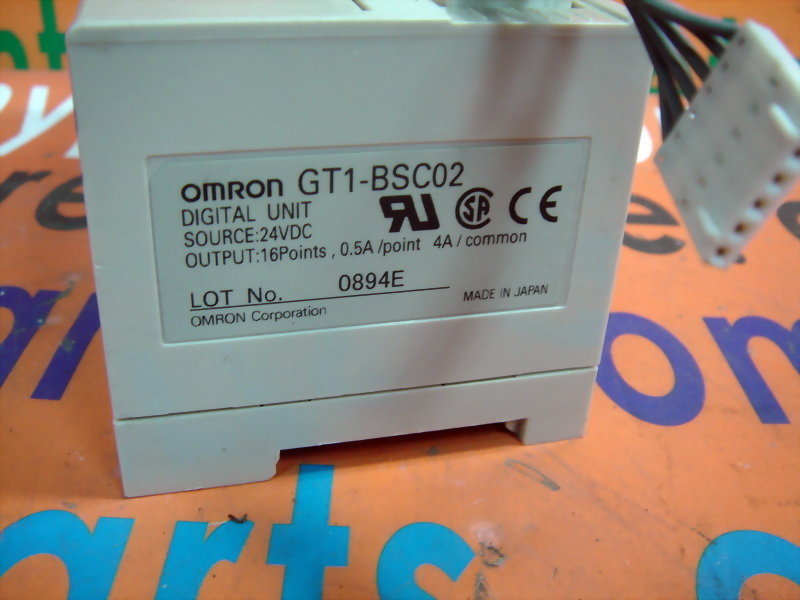 OMRON GT1-BSC02
DIGITAL UNIT
SOURCE:24VDC
OUTPUT:16Points , 0.5A /point 4A / common
LOT No. 0894E
MADE IN JAPAN
OMRON Corporation
arts